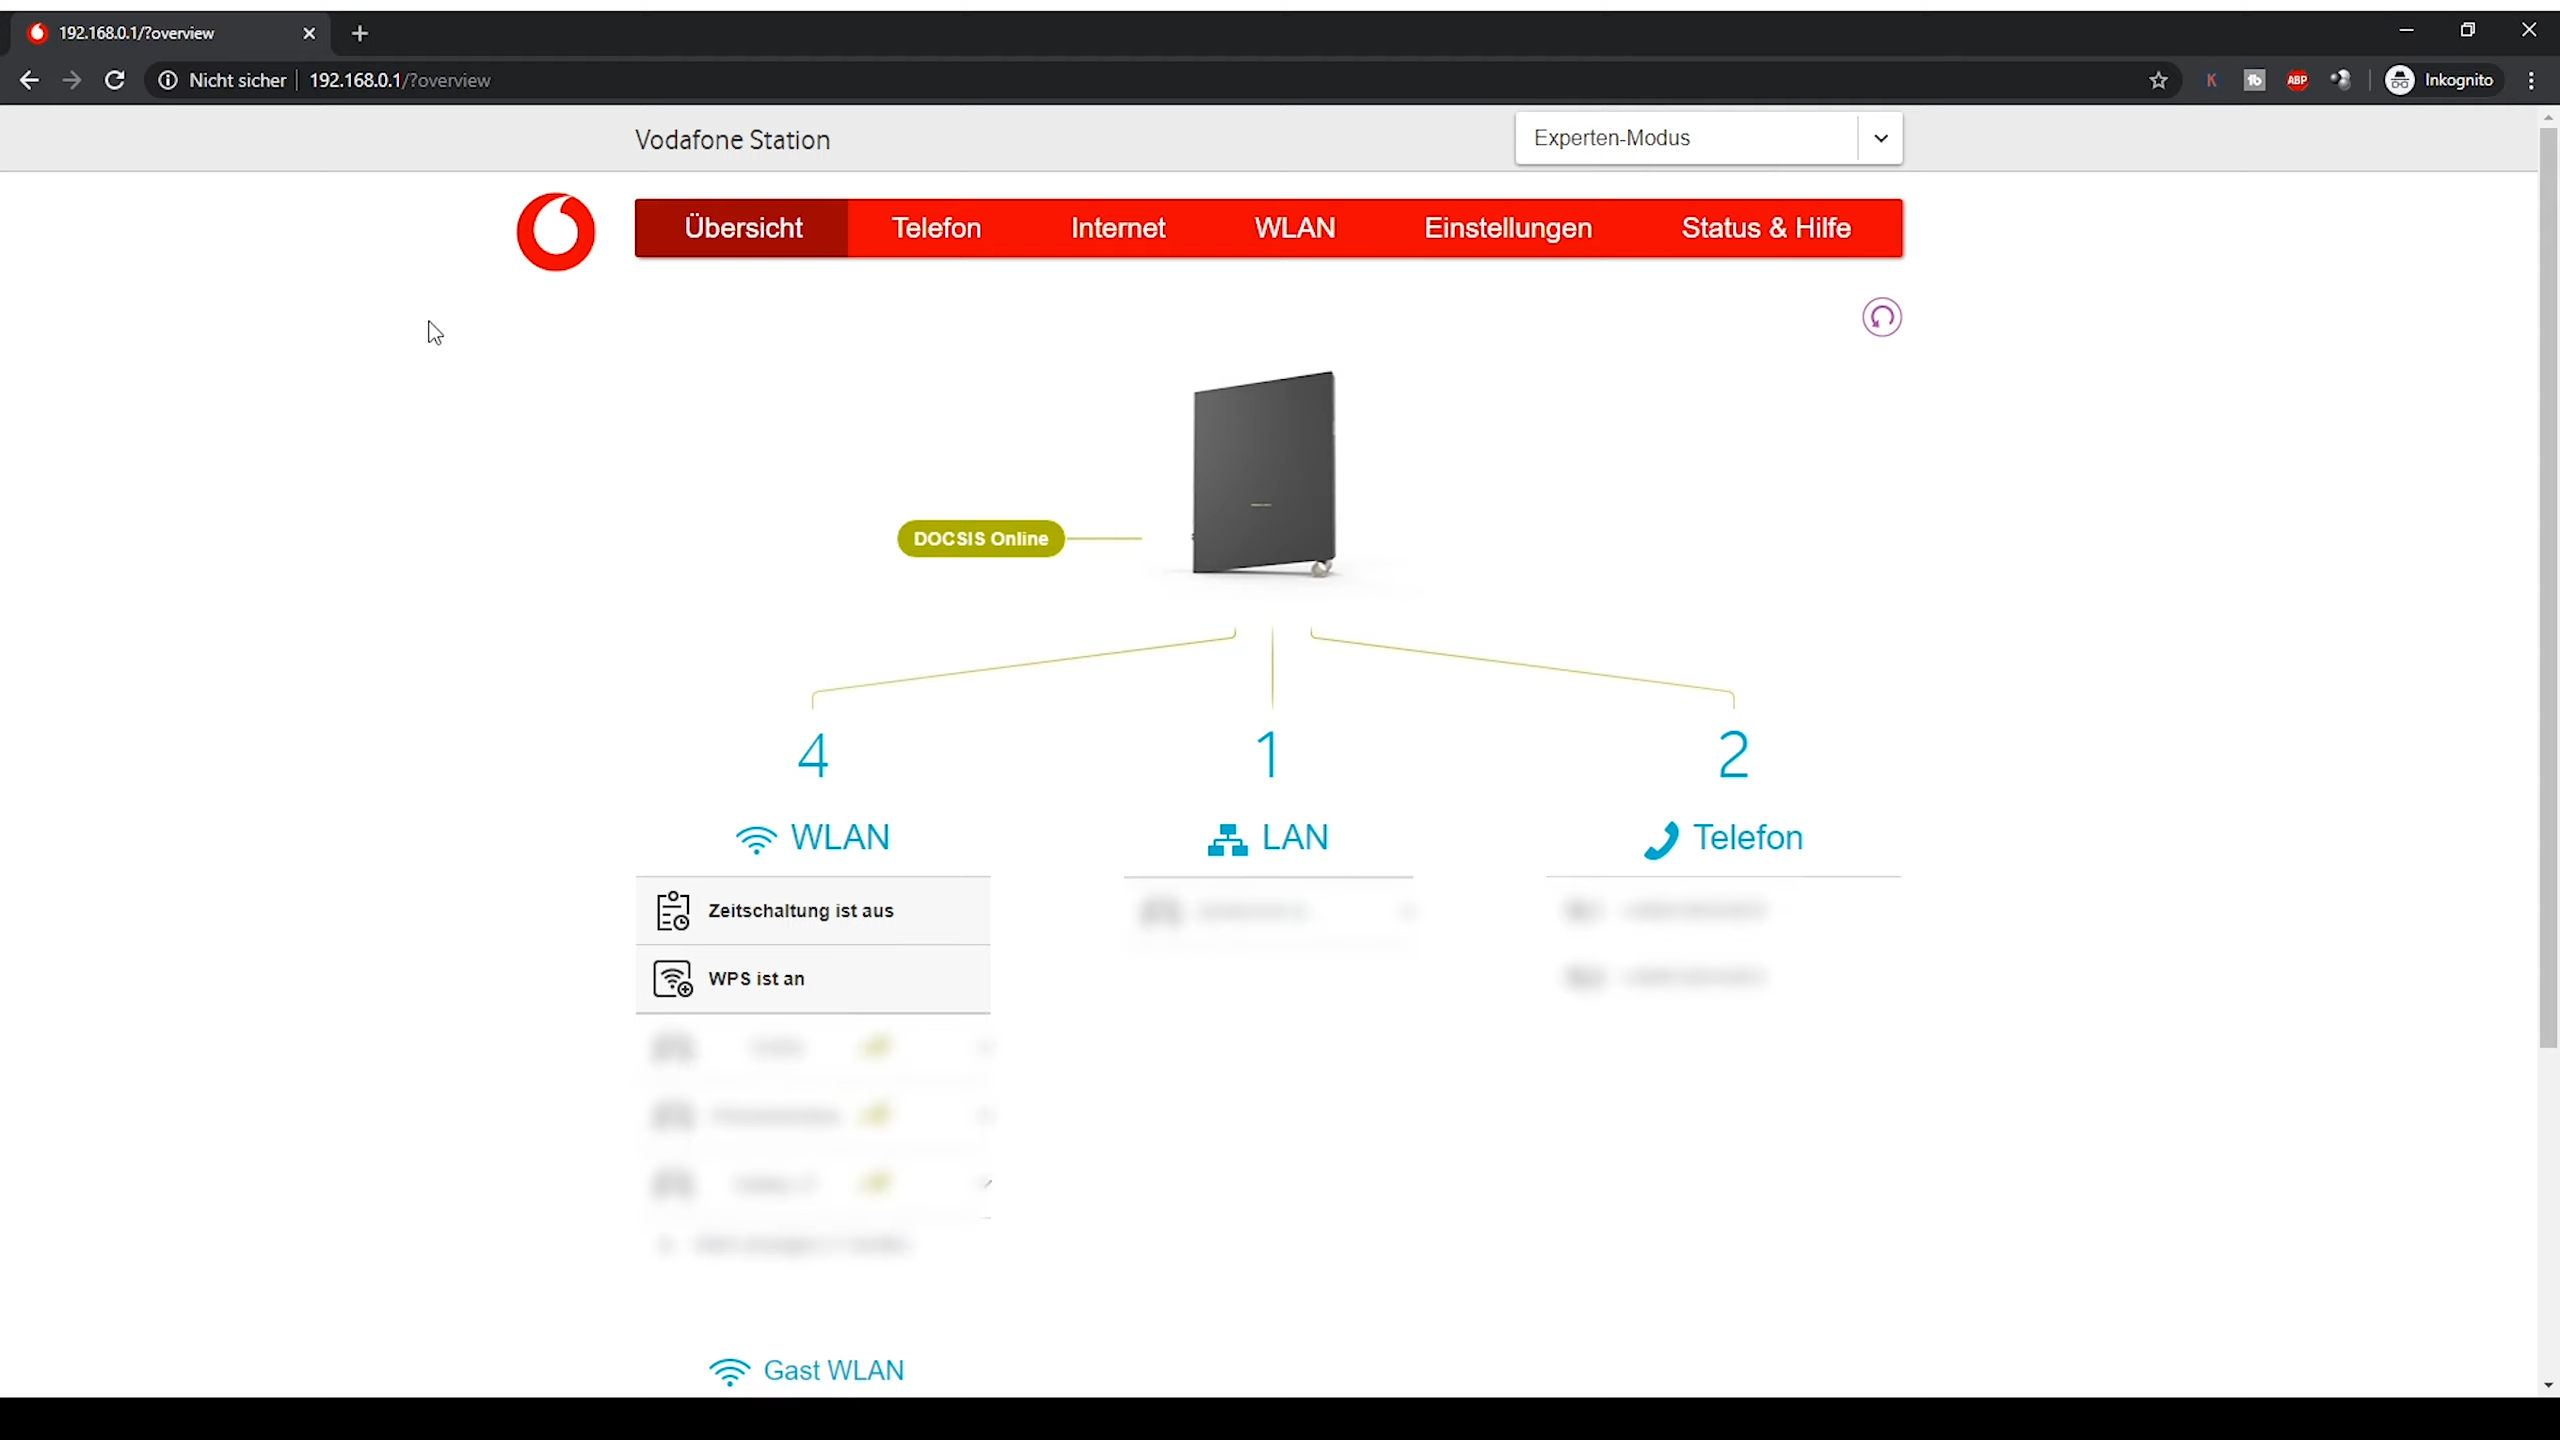 192.168.0.1/?overview
Nicht sicher
192.168.0.1/?overview
K
ABP
Inkognito
Vodafone Station
Experten-Modus
Übersicht
Telefon
Internet
WLAN
Einstellungen
Status & Hilfe
DOCSIS Online
4
1
2
WLAN
LAN
Telefon
Zeitschaltung ist aus
WPS ist an
Gast WLAN